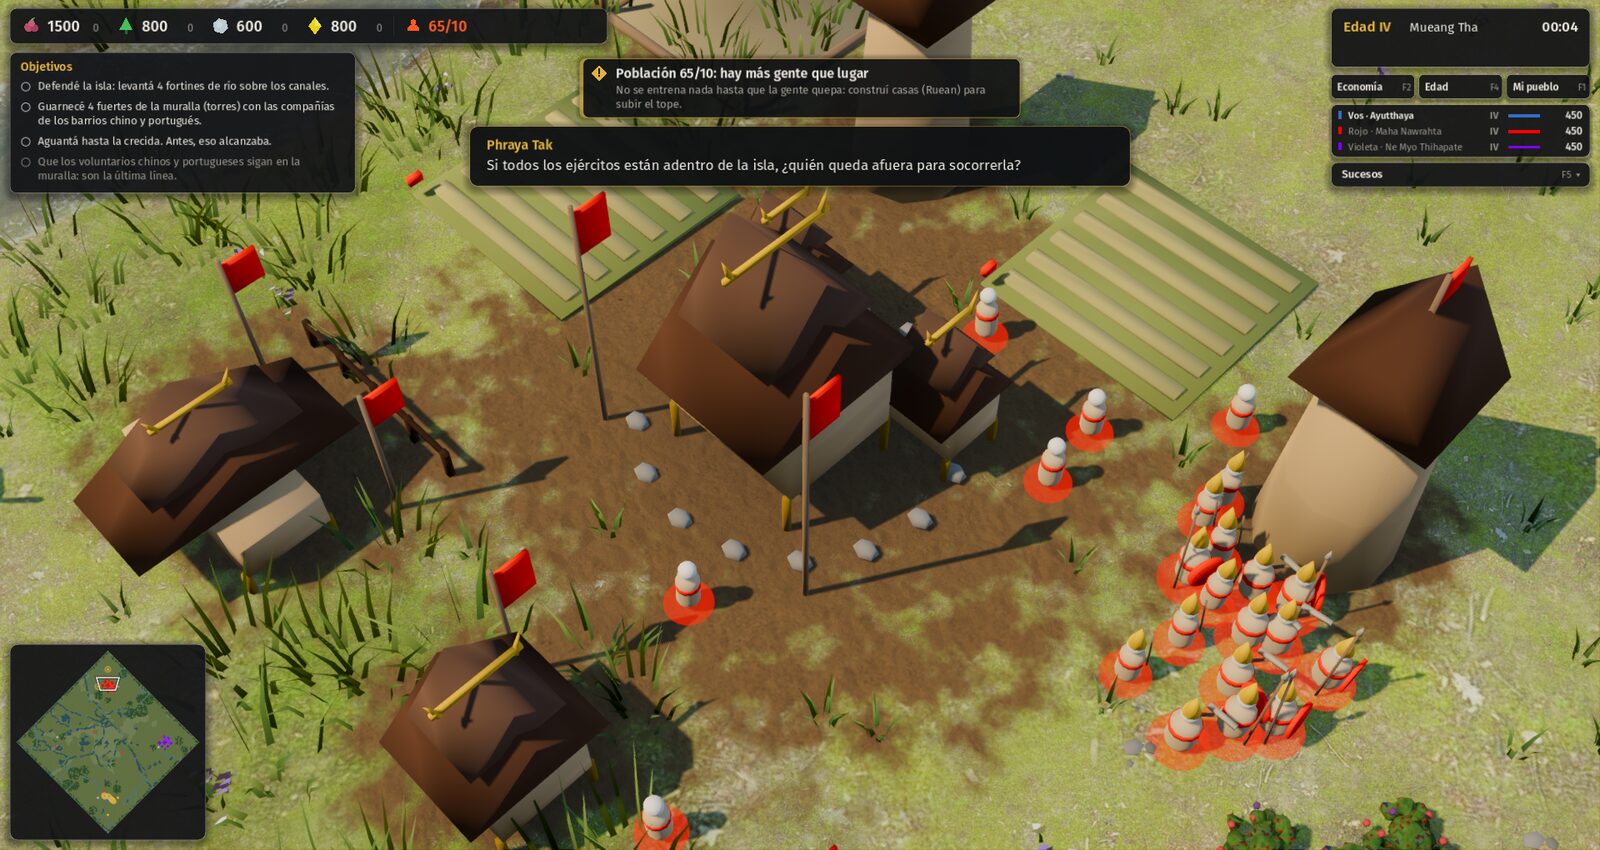 1500 0 800 0 600 0 800 0 65/10
Objetivos
Defendé la isla: levantá 4 fortines de río sobre los canales.
Guarnecé 4 fuertes de la muralla (torres) con las compañías
de los barrios chino y portugués.
Aguantá hasta la crecida. Antes, eso alcanzaba.
Que los voluntarios chinos y portugueses sigan en la
muralla: son la última línea.
Población 65/10: hay más gente que lugar
No se entrena nada hasta que la gente quepa: construí casas (Ruean) para
subir el tope.
Phraya Tak
Si todos los ejércitos están adentro de la isla, ¿quién queda afuera para socorrerla?
Edad IV Mueang Tha 00:04
Economía F2 Edad F4 Mi pueblo F1
Vos · Ayutthaya IV 450
Rojo · Maha Nawrahta IV 450
Violeta · Ne Myo Thihapate IV 450
Sucesos F5